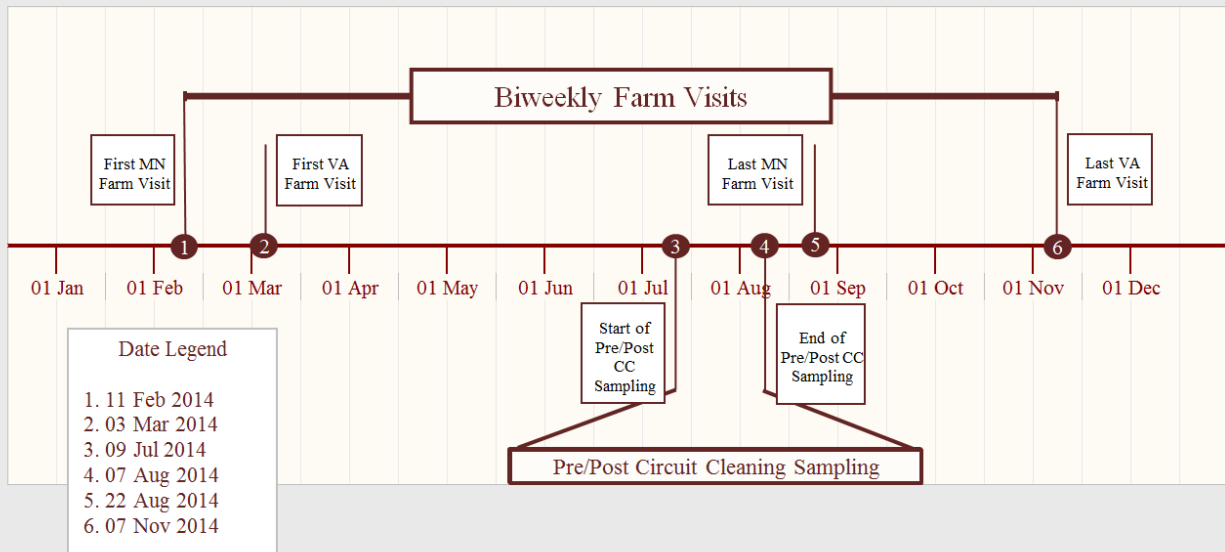 Biweekly Farm Visits
First MN
Farm Visit
First VA
Farm Visit
Last MN
Farm Visit
Last VA
Farm Visit
1 2 3 4 5 6
01 Jan 01 Feb 01 Mar 01 Apr 01 May 01 Jun 01 Jul 01 Aug 01 Sep 01 Oct 01 Nov 01 Dec
Start of
Pre/Post
CC
Sampling
End of
Pre/Post CC
Sampling
Pre/Post Circuit Cleaning Sampling
Date Legend
1. 11 Feb 2014
2. 03 Mar 2014
3. 09 Jul 2014
4. 07 Aug 2014
5. 22 Aug 2014
6. 07 Nov 2014